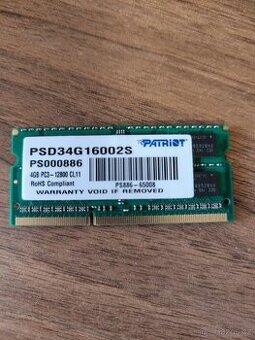 PSD34G16002S
PATRIOT
PS000886
4GB PC3-12800 CL11
PS886-65008
RoHS Compliant
WARRANTY VOID IF REMOVED